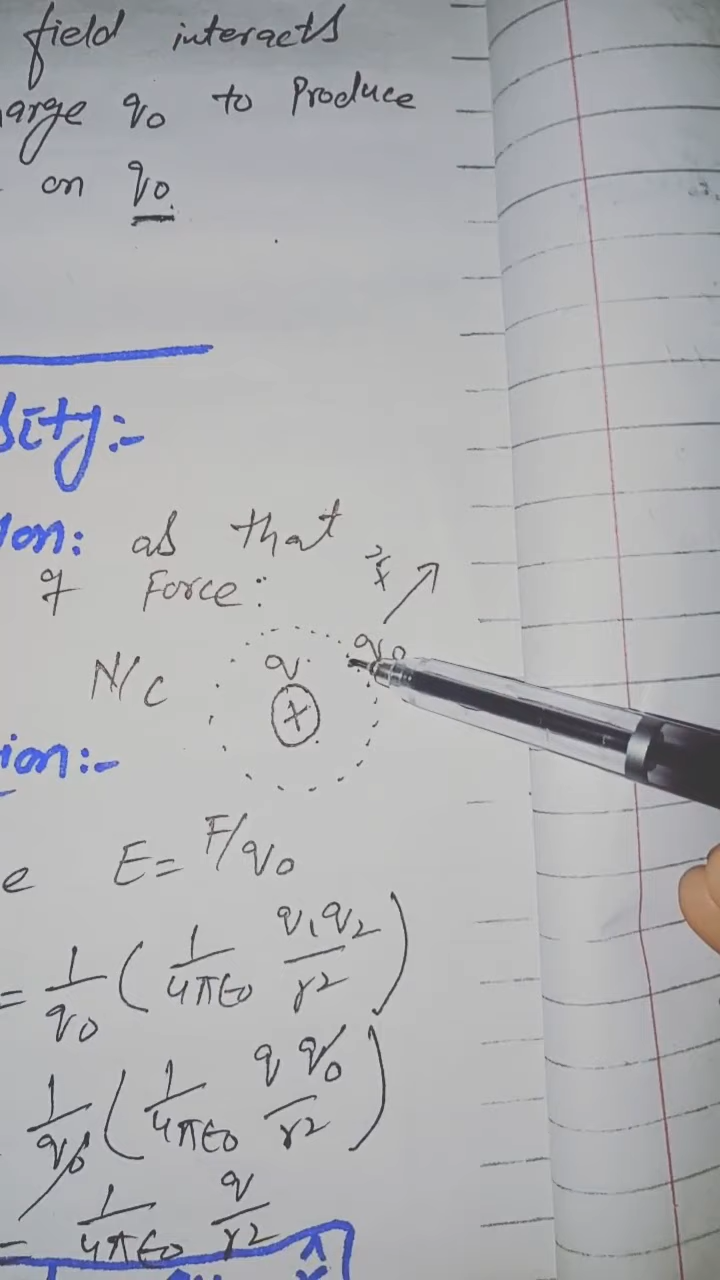 field interacts
arge q0 to Produce
on q0.
sity:-
ion: as that
of Force:
F
q0
N/C q
+
ion:-
e E = F/q0
= 1/q0 ( 1/4πε0 q1q2/r2 )
1/q0 ( 1/4πε0 q q0/r2 )
= 1/4πε0 q/r2